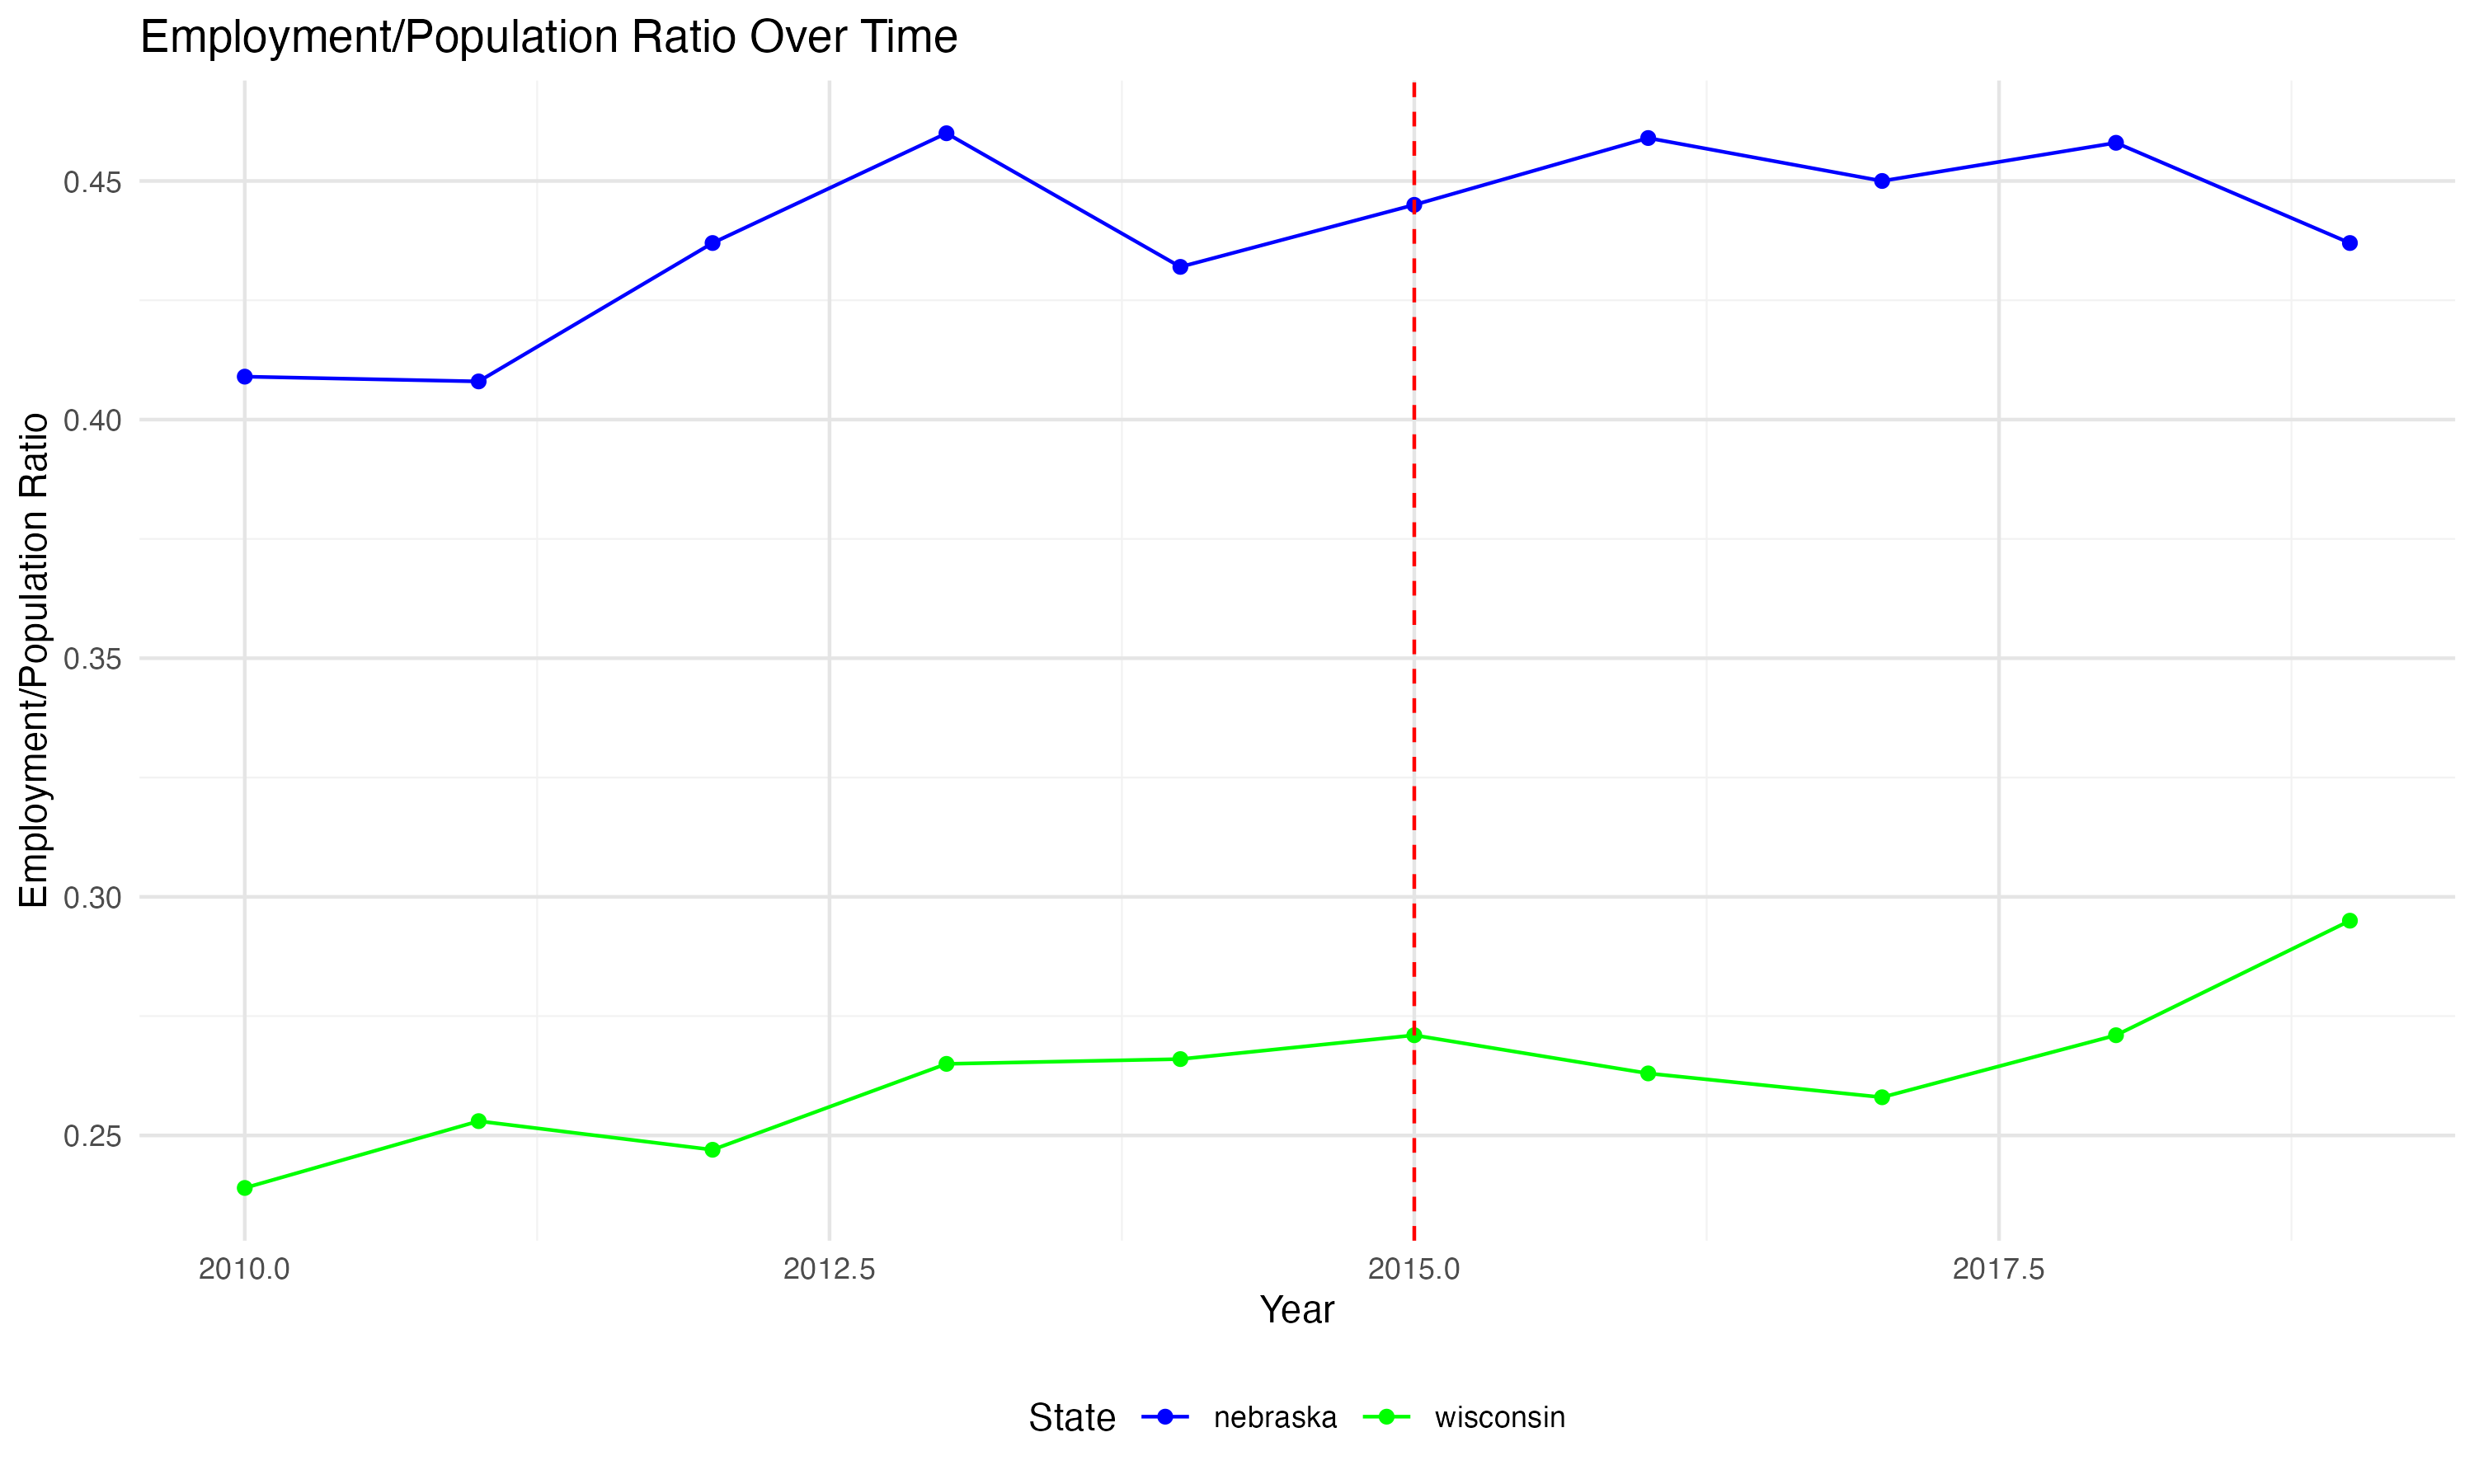 Employment/Population Ratio Over Time
Employment/Population Ratio
0.45
0.40
0.35
0.30
0.25
2010.0 2012.5 2015.0 2017.5
Year
State nebraska wisconsin